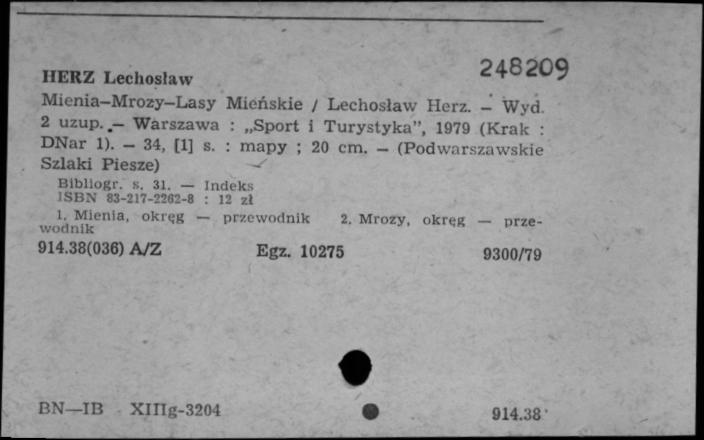 248209
HERZ Lechosław
Mienia–Mrozy–Lasy Mieńskie / Lechosław Herz. – Wyd.
2 uzup. – Warszawa : „Sport i Turystyka”, 1979 (Krak :
DNar 1). – 34, [1] s. : mapy ; 20 cm. – (Podwarszawskie
Szlaki Piesze)
Bibliogr. s. 31. — Indeks
ISBN 83-217-2262-8 : 12 zł
1. Mienia, okręg — przewodnik 2. Mrozy, okręg — prze-
wodnik
914.38(036) A/Z Egz. 10275 9300/79
BN—IB XIIIg-3204 914.38